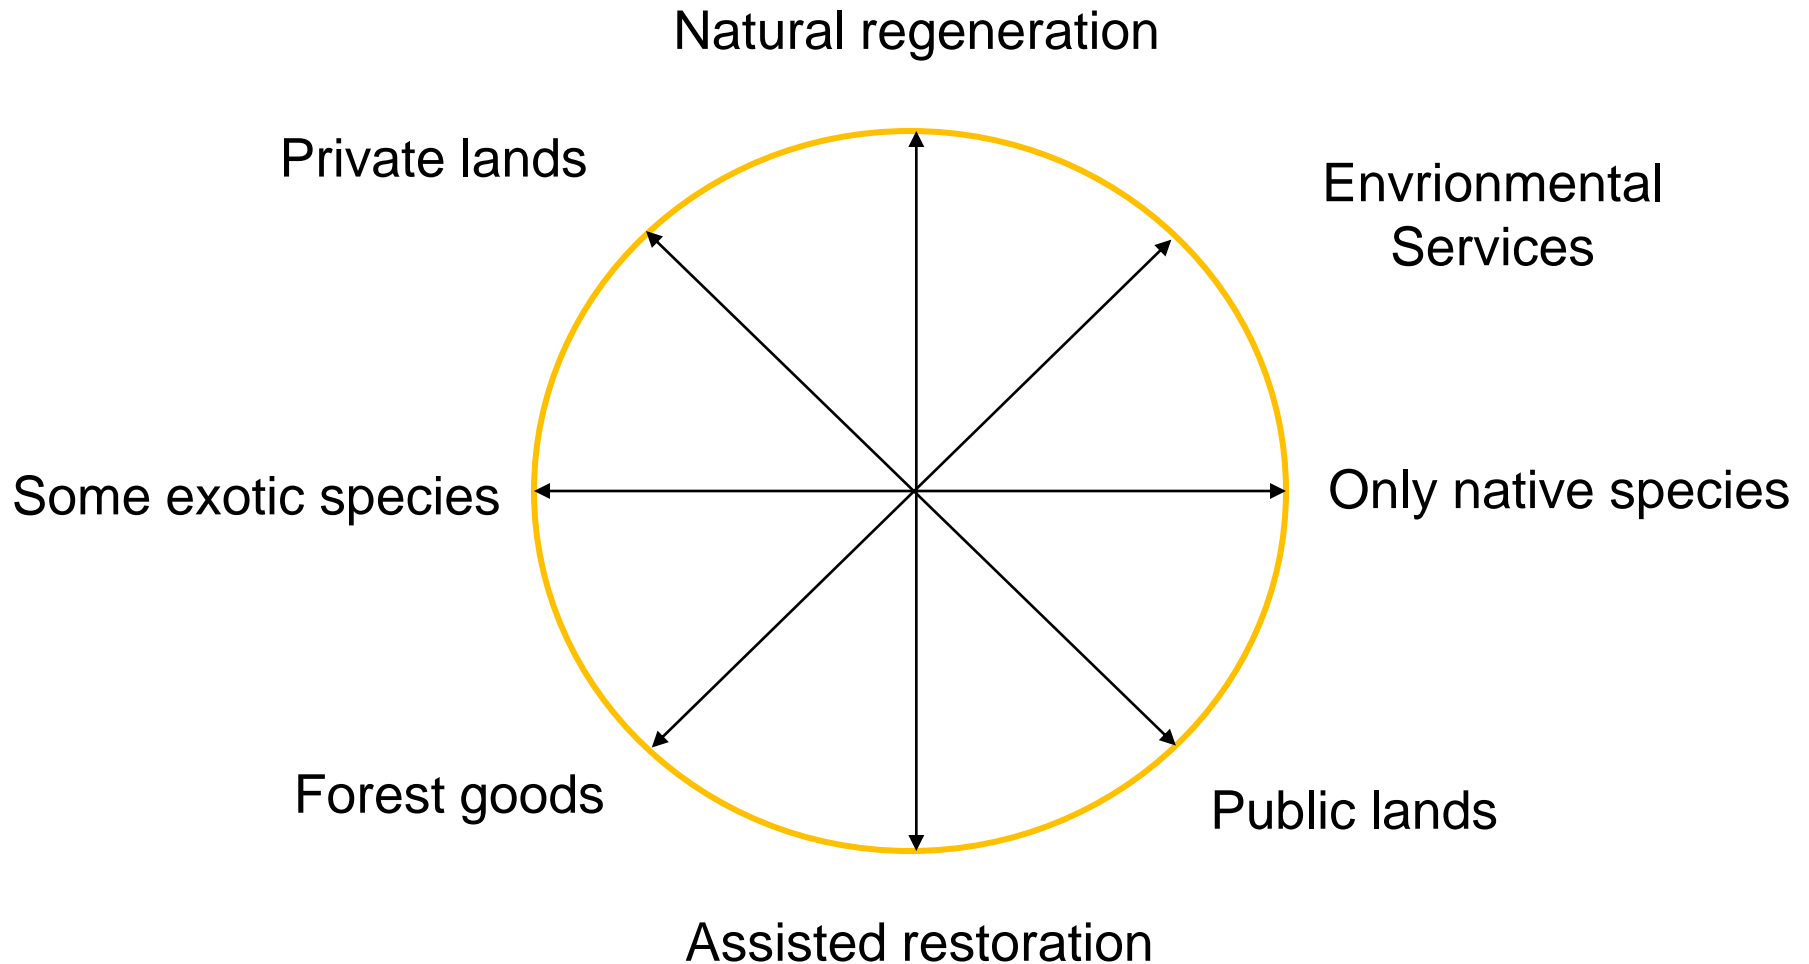 Natural regeneration
Private lands
Envrionmental
Services
Some exotic species
Only native species
Forest goods
Public lands
Assisted restoration